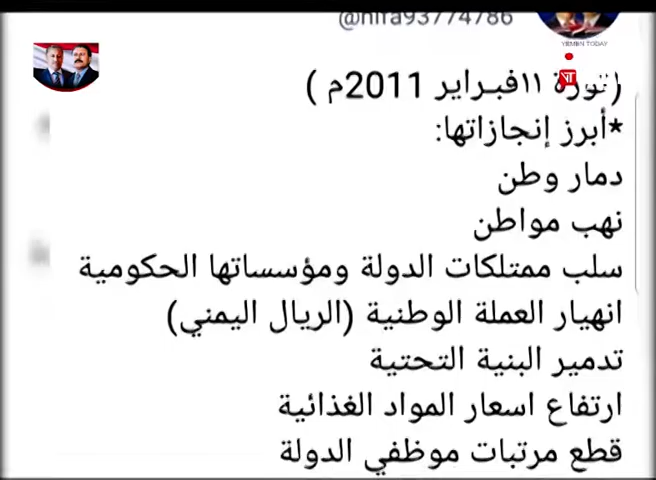 @hifa93774786
YEMEN TODAY
(ثورة ١١فبراير 2011م )
*أبرز إنجازاتها:
دمار وطن
نهب مواطن
سلب ممتلكات الدولة ومؤسساتها الحكومية
انهيار العملة الوطنية (الريال اليمني)
تدمير البنية التحتية
ارتفاع اسعار المواد الغذائية
قطع مرتبات موظفي الدولة